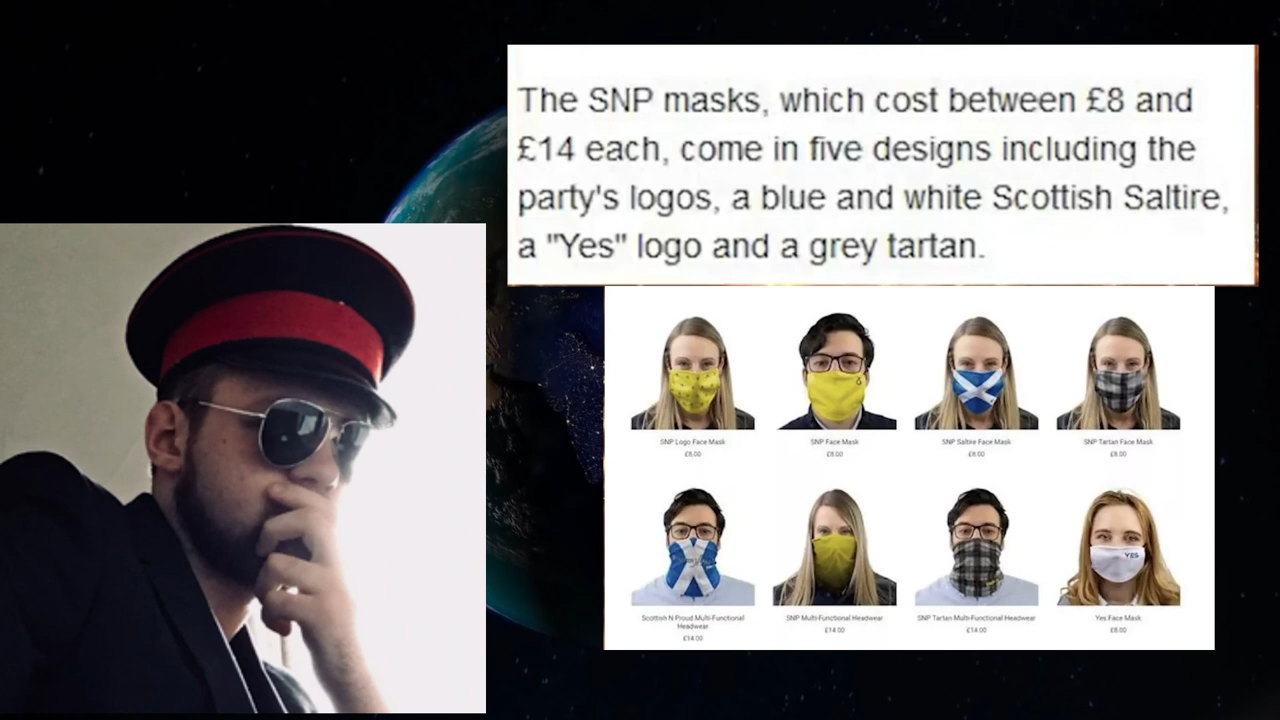 The SNP masks, which cost between £8 and
£14 each, come in five designs including the
party's logos, a blue and white Scottish Saltire,
a "Yes" logo and a grey tartan.
SNP Logo Face Mask
£8.00
SNP Face Mask
£8.00
SNP Saltire Face Mask
£8.00
SNP Tartan Face Mask
£8.00
YES
Scottish N Proud Multi-Functional
Headwear
£14.00
SNP Multi-Functional Headwear
£14.00
SNP Tartan Multi-Functional Headwear
£14.00
Yes Face Mask
£8.00